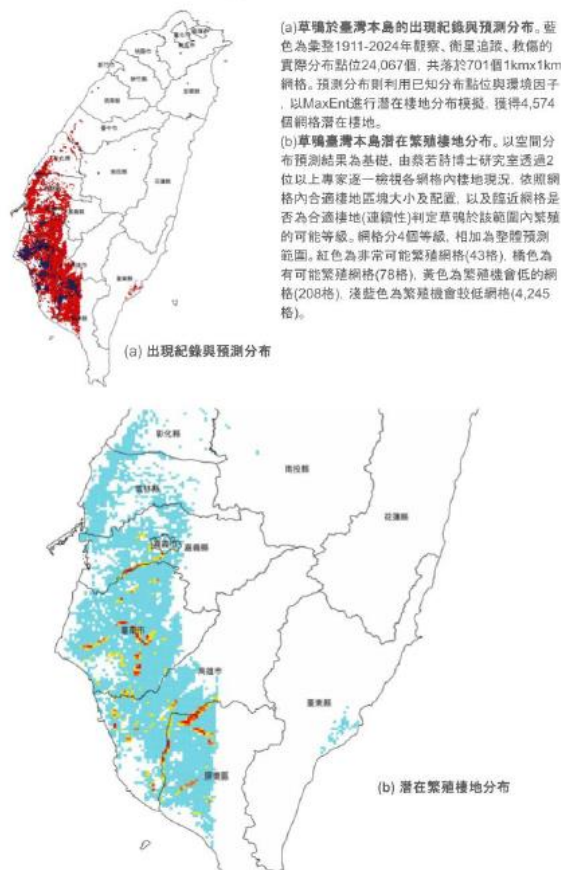 (a)草鴞於臺灣本島的出現紀錄與預測分布。藍
色為彙整1911-2024年觀察、衛星追蹤、救傷的
實際分布點位24,067個，共落於701個1kmx1km
網格。預測分布則利用已知分布點位與環境因子
，以MaxEnt進行潛在棲地分布模擬，獲得4,574
個網格潛在棲地。
(b)草鴞臺灣本島潛在繁殖棲地分布。以空間分
布預測結果為基礎，由蔡若詩博士研究室透過2
位以上專家逐一檢視各網格內棲地現況，依照網
格內合適棲地區塊大小及配置，以及臨近網格是
否為合適棲地(連續性)判定草鴞於該範圍內繁殖
的可能等級。網格分4個等級，相加為整體預測
範圍。紅色為非常可能繁殖網格(43格)，橘色為
有可能繁殖網格(78格)，黃色為繁殖機會低的網
格(208格)，淺藍色為繁殖機會較低網格(4,245
格)。
臺中市
南投縣
花蓮縣
臺東縣
(a) 出現紀錄與預測分布
彰化縣
南投縣
雲林縣
花蓮縣
嘉義市
嘉義縣
臺南市
高雄市
臺東縣
屏東縣
(b) 潛在繁殖棲地分布